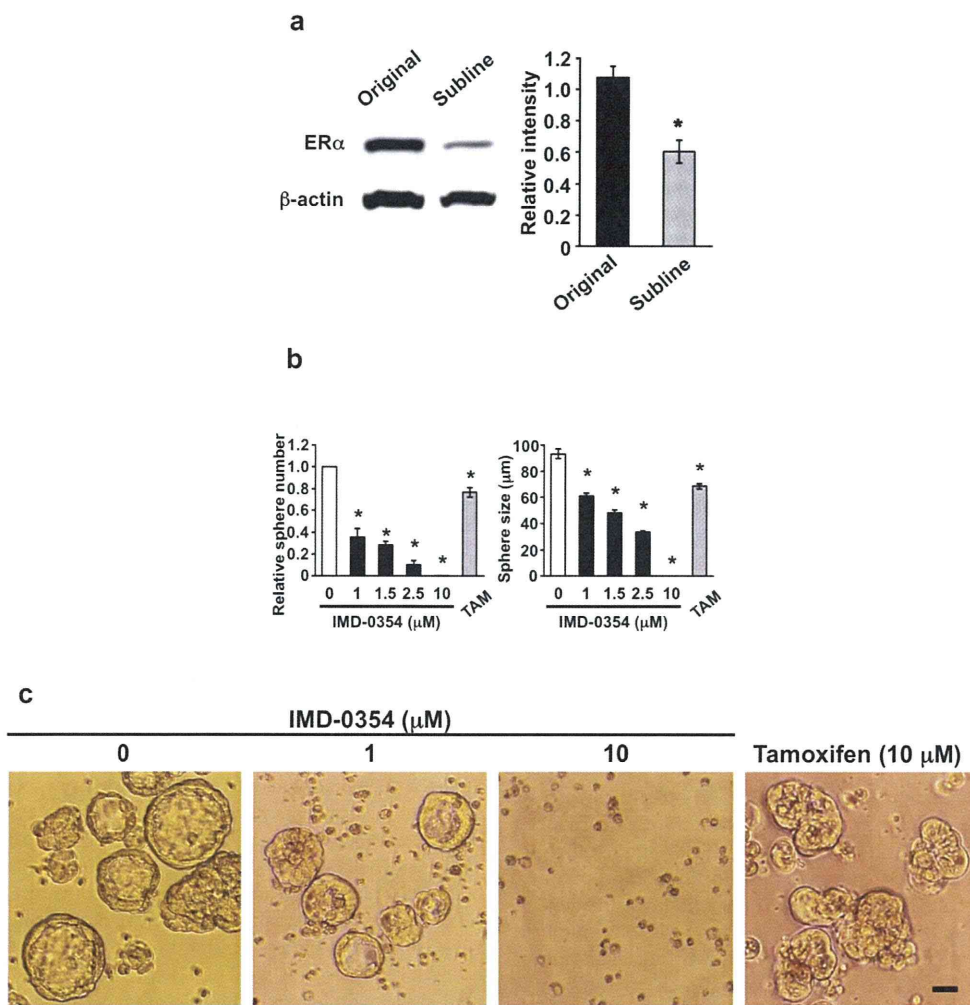 a
Original Subline
ERα
β-actin
Relative intensity
1.2
1.0
0.8
0.6
0.4
0.2
0
*
Original Subline
b
Relative sphere number
1.2
1.0
0.8
0.6
0.4
0.2
0
* * * * *
0 1 1.5 2.5 10 TAM
IMD-0354 (μM)
Sphere size (μm)
100
80
60
40
20
0
* * * * *
0 1 1.5 2.5 10 TAM
IMD-0354 (μM)
c
IMD-0354 (μM)
0 1 10 Tamoxifen (10 μM)